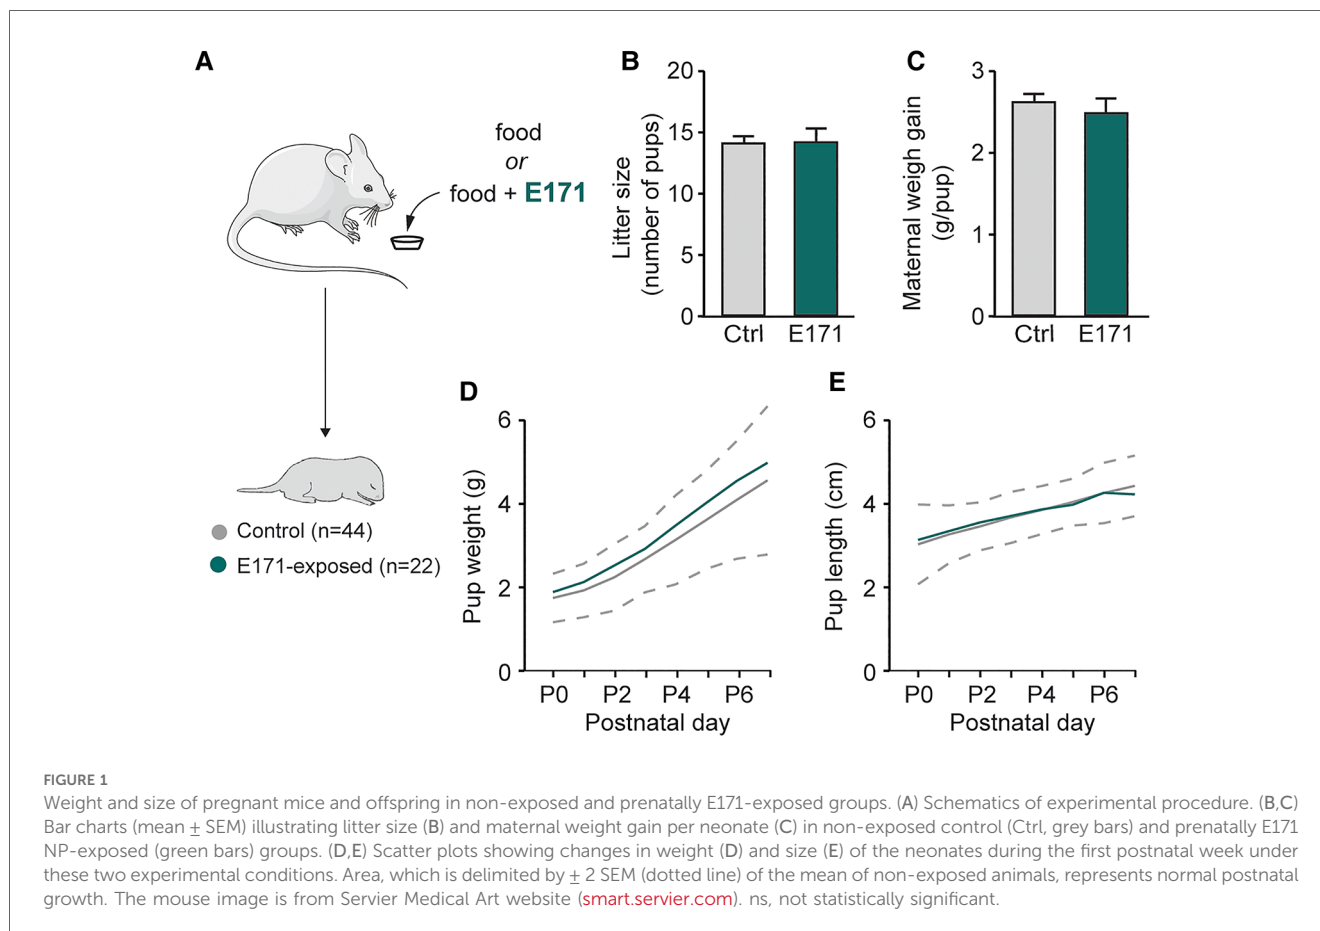 A
food
or
food + E171
Control (n=44)
E171-exposed (n=22)
B
Litter size
(number of pups)
20
15
10
5
0
Ctrl E171
C
Maternal weigh gain
(g/pup)
3
2
1
0
Ctrl E171
D
Pup weight (g)
6
4
2
0
P0 P2 P4 P6
Postnatal day
E
Pup length (cm)
6
4
2
0
P0 P2 P4 P6
Postnatal day
FIGURE 1
Weight and size of pregnant mice and offspring in non-exposed and prenatally E171-exposed groups. (A) Schematics of experimental procedure. (B,C)
Bar charts (mean ± SEM) illustrating litter size (B) and maternal weight gain per neonate (C) in non-exposed control (Ctrl, grey bars) and prenatally E171
NP-exposed (green bars) groups. (D,E) Scatter plots showing changes in weight (D) and size (E) of the neonates during the first postnatal week under
these two experimental conditions. Area, which is delimited by ± 2 SEM (dotted line) of the mean of non-exposed animals, represents normal postnatal
growth. The mouse image is from Servier Medical Art website (smart.servier.com). ns, not statistically significant.